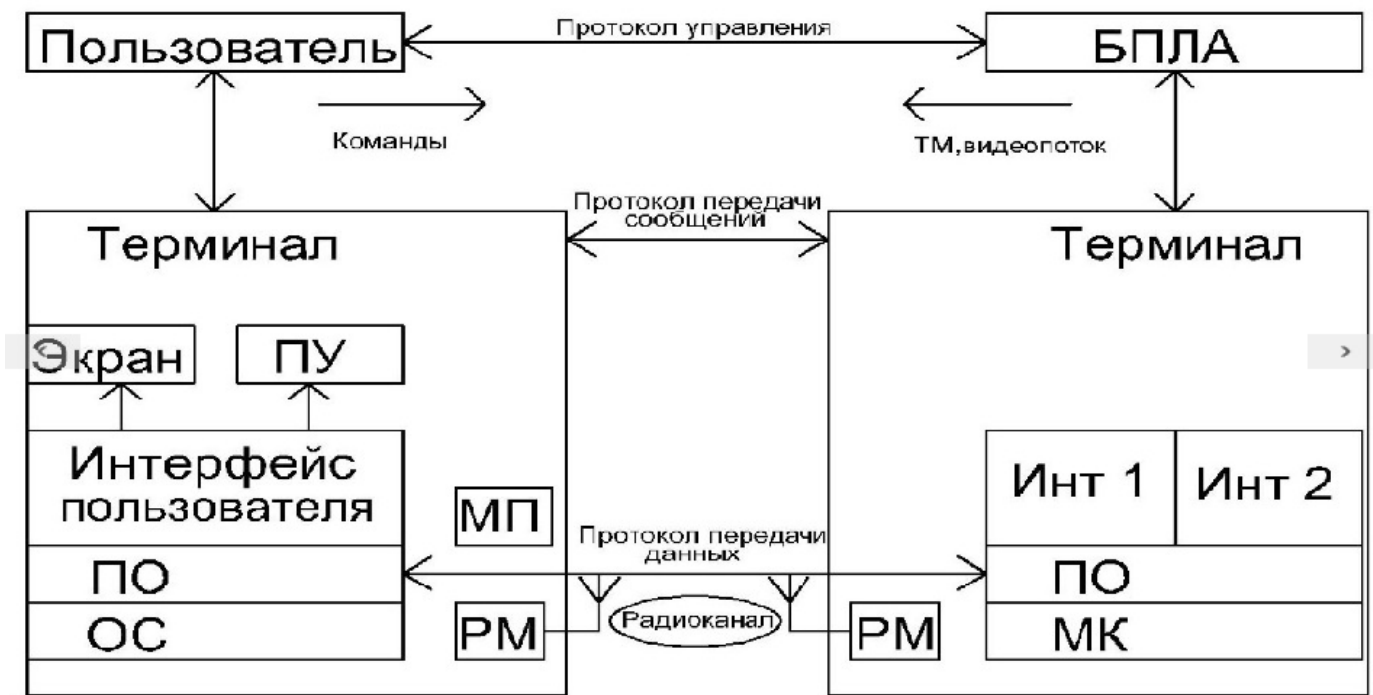 Протокол управления
Пользователь
БПЛА
Команды
ТМ,видеопоток
Протокол передачи
сообщений
Терминал
Терминал
Экран
ПУ
Интерфейс
пользователя
МП
Инт 1
Инт 2
Протокол передачи
данных
ПО
ПО
Радиоканал
ОС
РМ
РМ
МК